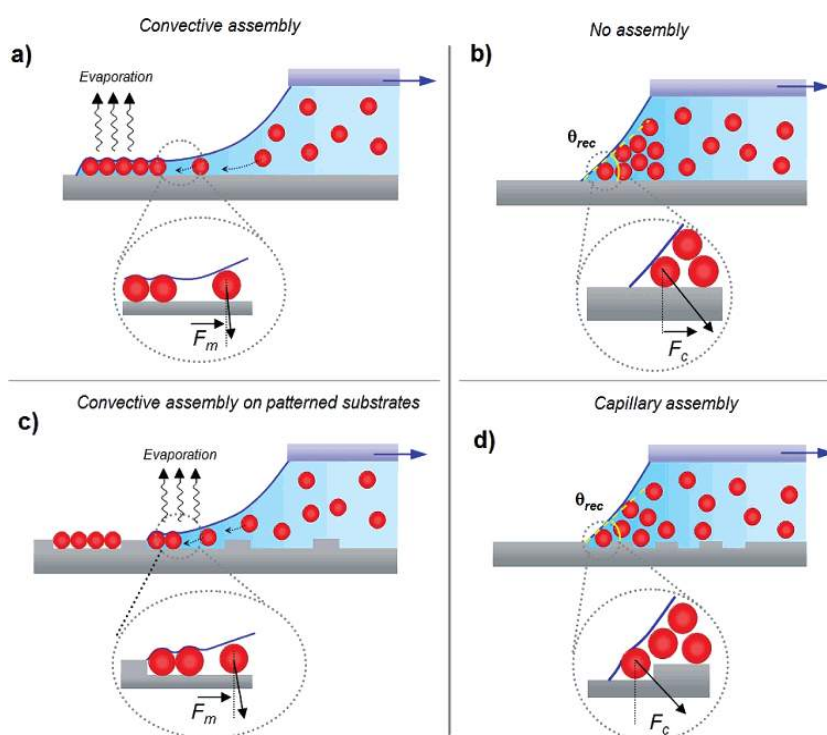 Convective assembly
a)
Evaporation
Fm
No assembly
b)
θrec
Fc
Convective assembly on patterned substrates
c)
Evaporation
Fm
Capillary assembly
d)
θrec
Fc